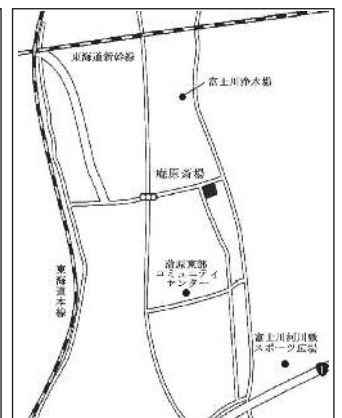 東海道新幹線
富士川浄水場
庵原斎場
蒲原東部
コミュニティ
センター
東海道本線
富士川河川敷
スポーツ広場
1